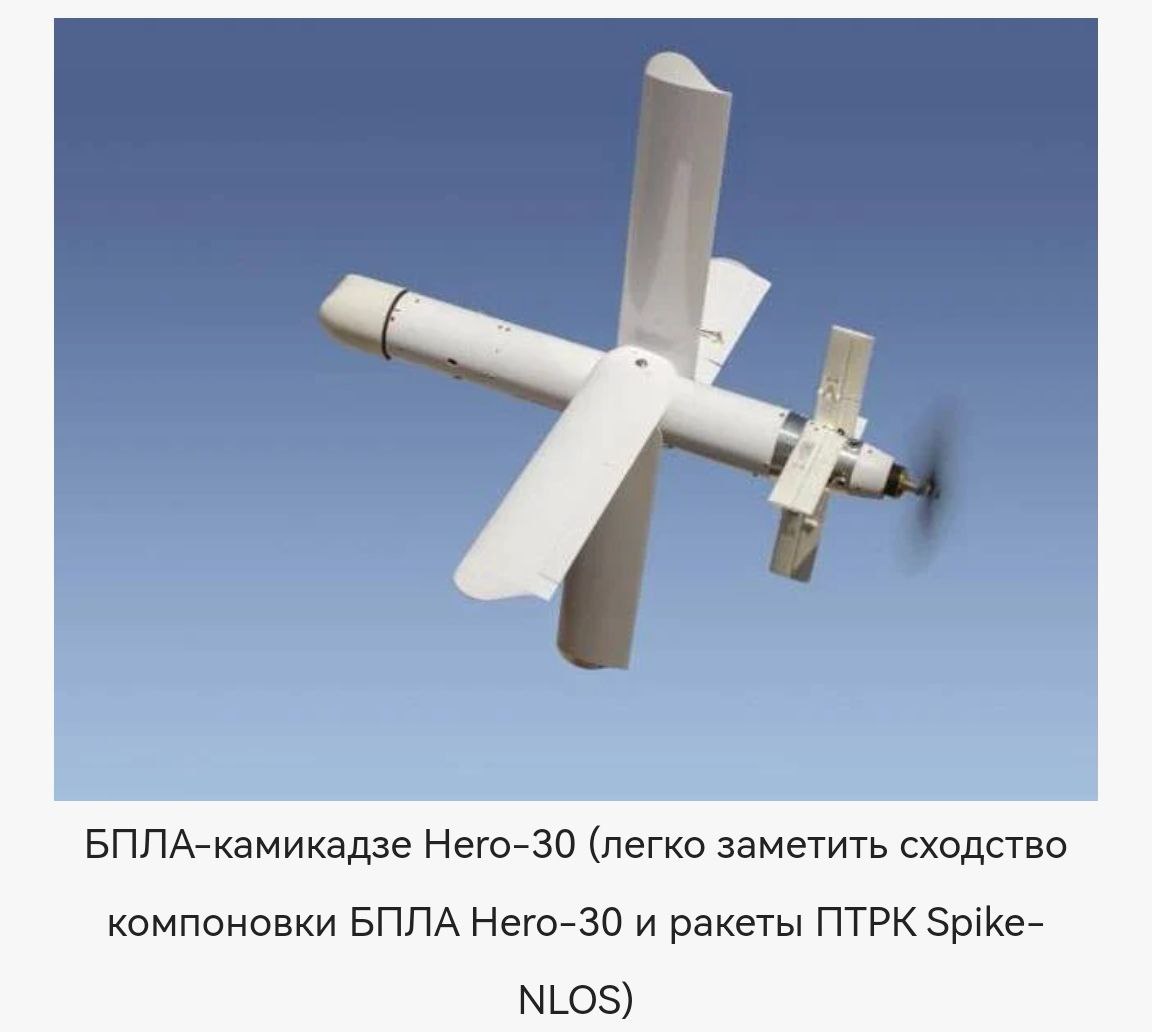 БПЛА-камикадзе Hero-30 (легко заметить сходство
компоновки БПЛА Hero-30 и ракеты ПТРК Spike-
NLOS)